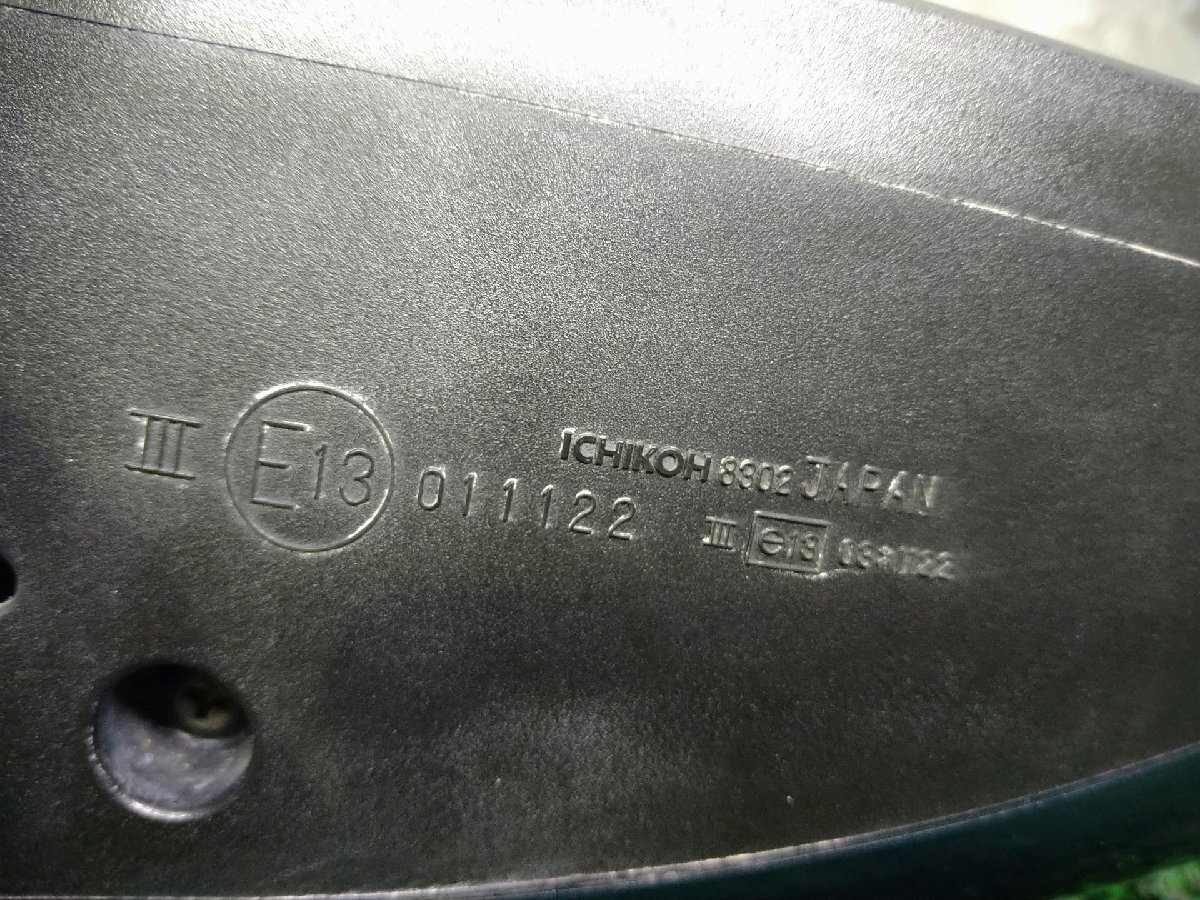 III E13 011122
ICHIKOH 8302 JAPAN
III e13